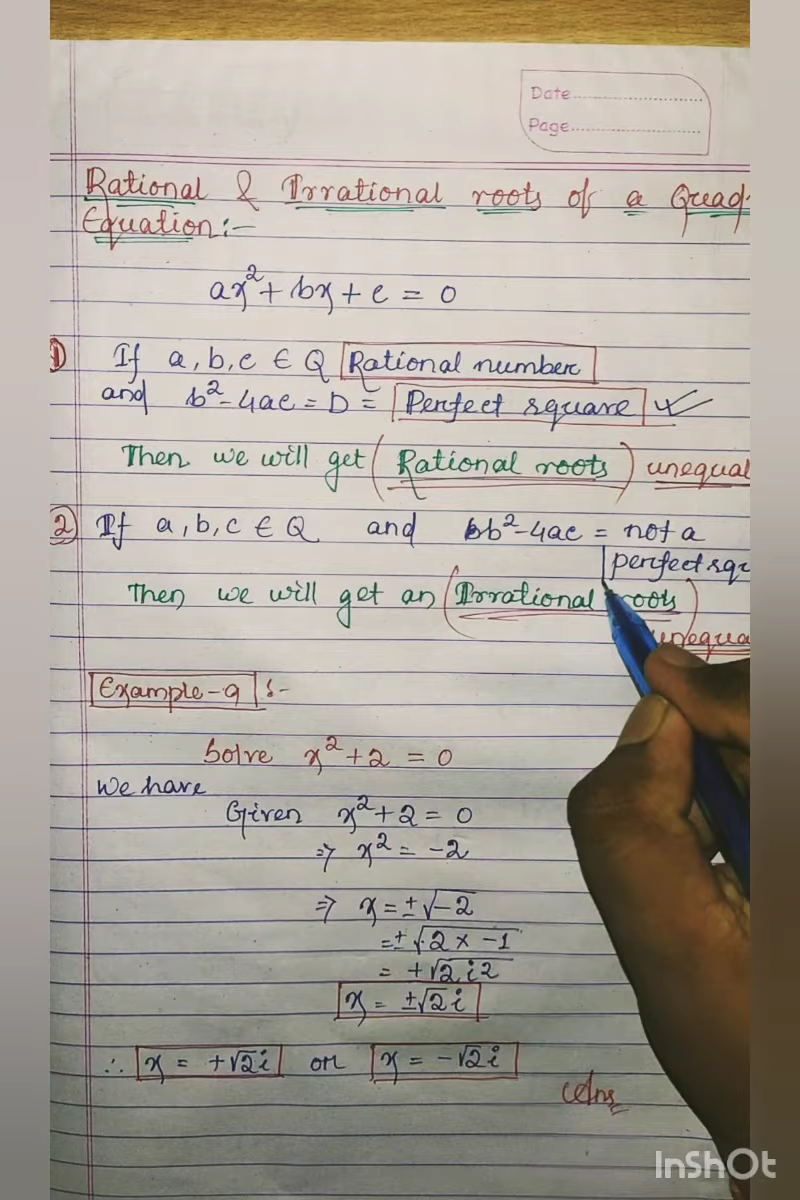 Date
Page
Rational & Irrational roots of a Quad.
Equation:-
ax²+ bx + c = 0
1 If a, b, c ∈ Q Rational number
and b²-4ac = D = Perfect square ✓
Then we will get (Rational roots) unequal
2 If a, b, c ∈ Q and b²-4ac = not a
perfect squ
Then we will get an (Irrational roots)
unequa
Example-9 :-
Solve x²+2 = 0
We have
Given x²+2 = 0
⇒ x² = -2
⇒ x = ±√-2
= ±√2 x -1
= +√2 i2
x = ±√2 i
∴ x = +√2i or x = -√2i
Ans
InShOt